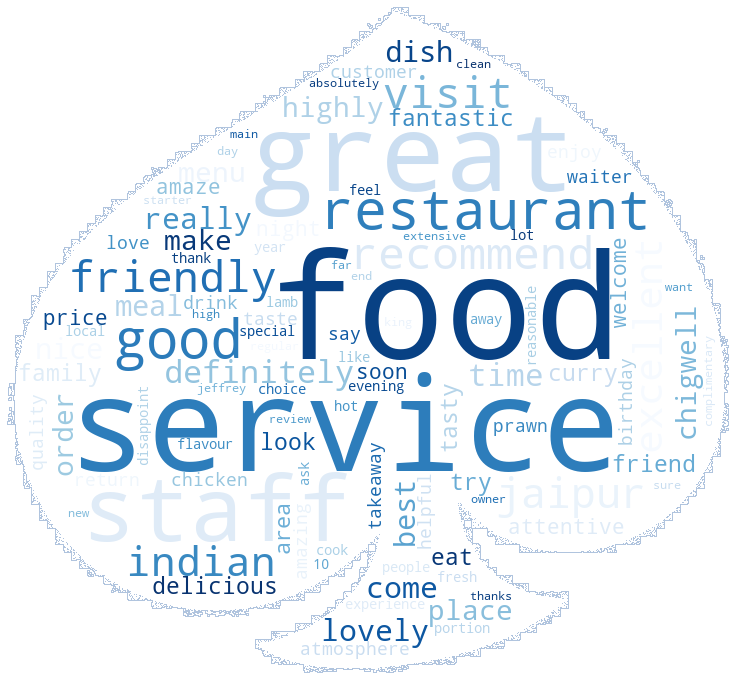 dish
clean
customer
absolutely
visit
highly
fantastic
great
main
enjoy
day
menu
waiter
amaze
feel
starter
restaurant
really
night
love
make
extensive
lot
year
recommend
thank
welcome
friendly
far
end
food
want
meal
drink
lamb
high
reasonable
price
special
taste
say
king
away
local
good
nice
regular
like
excellent
chigwell
complimentary
family
definitely
soon
time
curry
jeffrey
choice
evening
service
birthday
quality
order
disappoint
tasty
hot
review
prawn
flavour
look
ask
friend
staff
return
chicken
takeaway
try
jaipur
sure
new
area
amazing
best
helpful
owner
attentive
indian
cook
10
eat
delicious
people
fresh
come
thanks
experience
place
lovely
portion
atmosphere